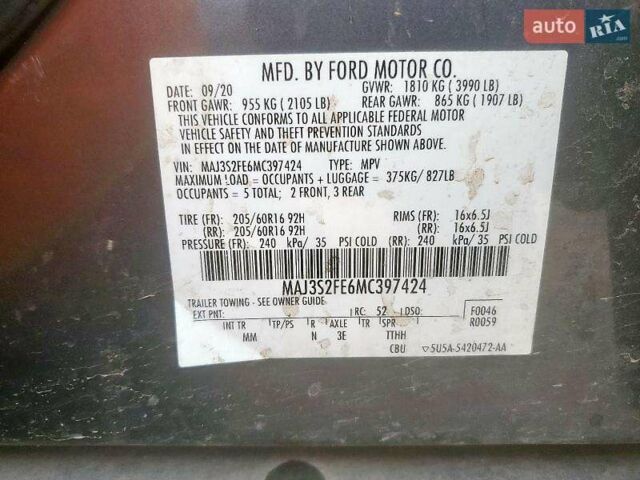 auto RIA.com
MFD. BY FORD MOTOR CO.
DATE: 09/20 GVWR: 1810 KG ( 3990 LB)
FRONT GAWR: 955 KG ( 2105 LB) REAR GAWR: 865 KG ( 1907 LB)
THIS VEHICLE CONFORMS TO ALL APPLICABLE FEDERAL MOTOR
VEHICLE SAFETY AND THEFT PREVENTION STANDARDS
IN EFFECT ON THE DATE OF MANUFACTURE SHOWN ABOVE.
VIN: MAJ3S2FE6MC397424 TYPE: MPV
MAXIMUM LOAD = OCCUPANTS + LUGGAGE = 375KG/ 827LB
OCCUPANTS = 5 TOTAL; 2 FRONT, 3 REAR
TIRE (FR): 205/60R16 92H RIMS (FR): 16x6.5J
(RR): 205/60R16 92H (RR): 16x6.5J
PRESSURE (FR): 240 kPa/ 35 PSI COLD (RR): 240 kPa/ 35 PSI COLD
MAJ3S2FE6MC397424
TRAILER TOWING - SEE OWNER GUIDE
EXT PNT: RC: 52 DSO: F0046
R0059
INT TR TP/PS R AXLE TR SPR
MM N 3E TTHH
CBU 5U5A-5420472-AA